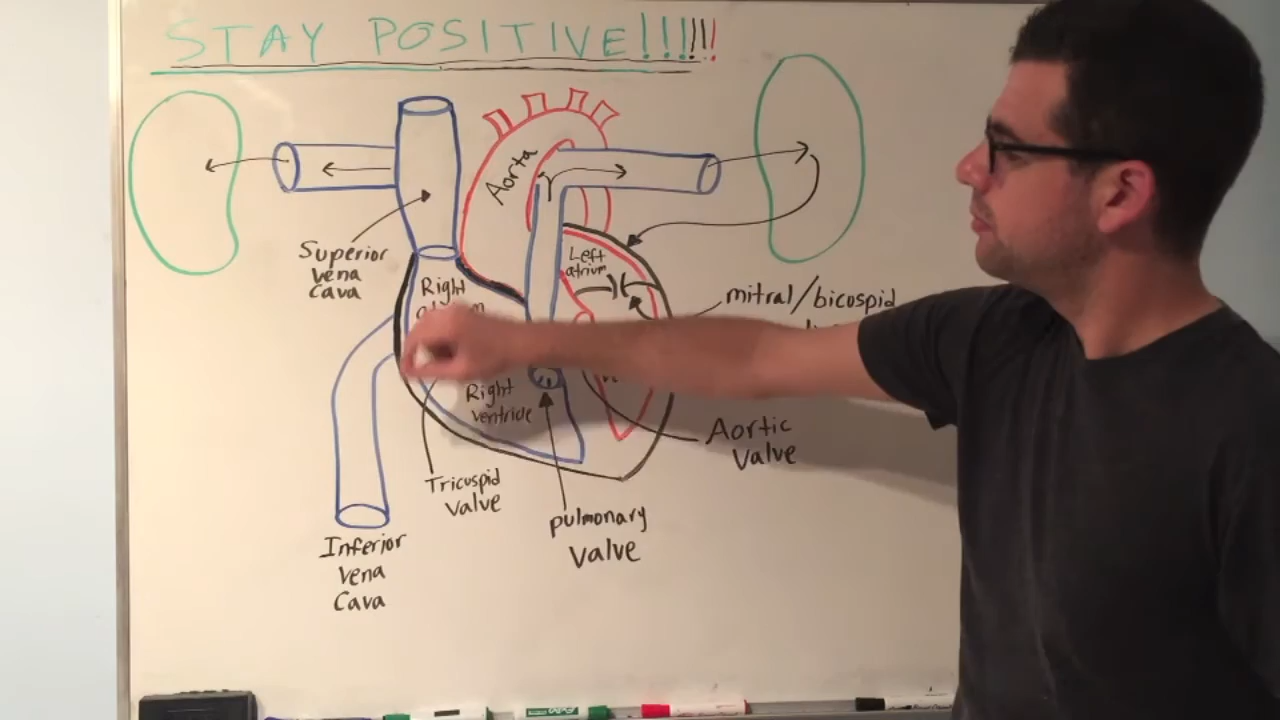 STAY POSITIVE!!!!!!!
Aorta
Superior
vena
cava
Left
atrium
Right
mitral/bicospid
Right
ventricle
Aortic
Valve
Tricuspid
valve
pulmonary
valve
Inferior
vena
Cava